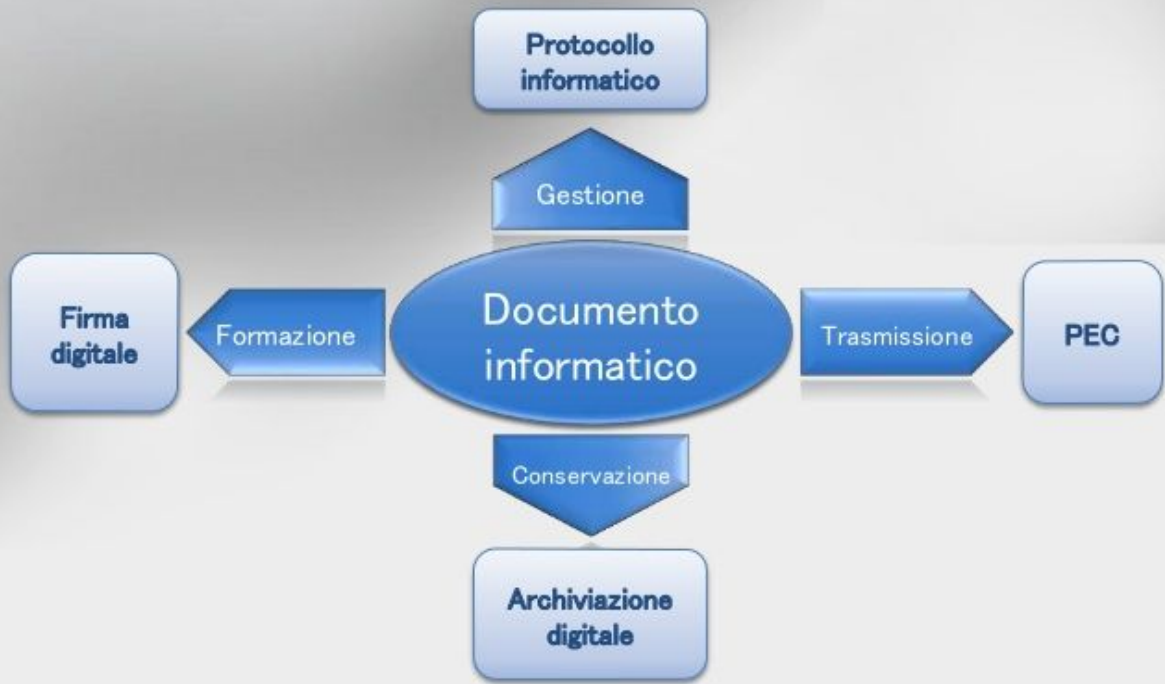 Protocollo
informatico
Gestione
Firma
digitale
Formazione
Documento
informatico
Trasmissione
PEC
Conservazione
Archiviazione
digitale